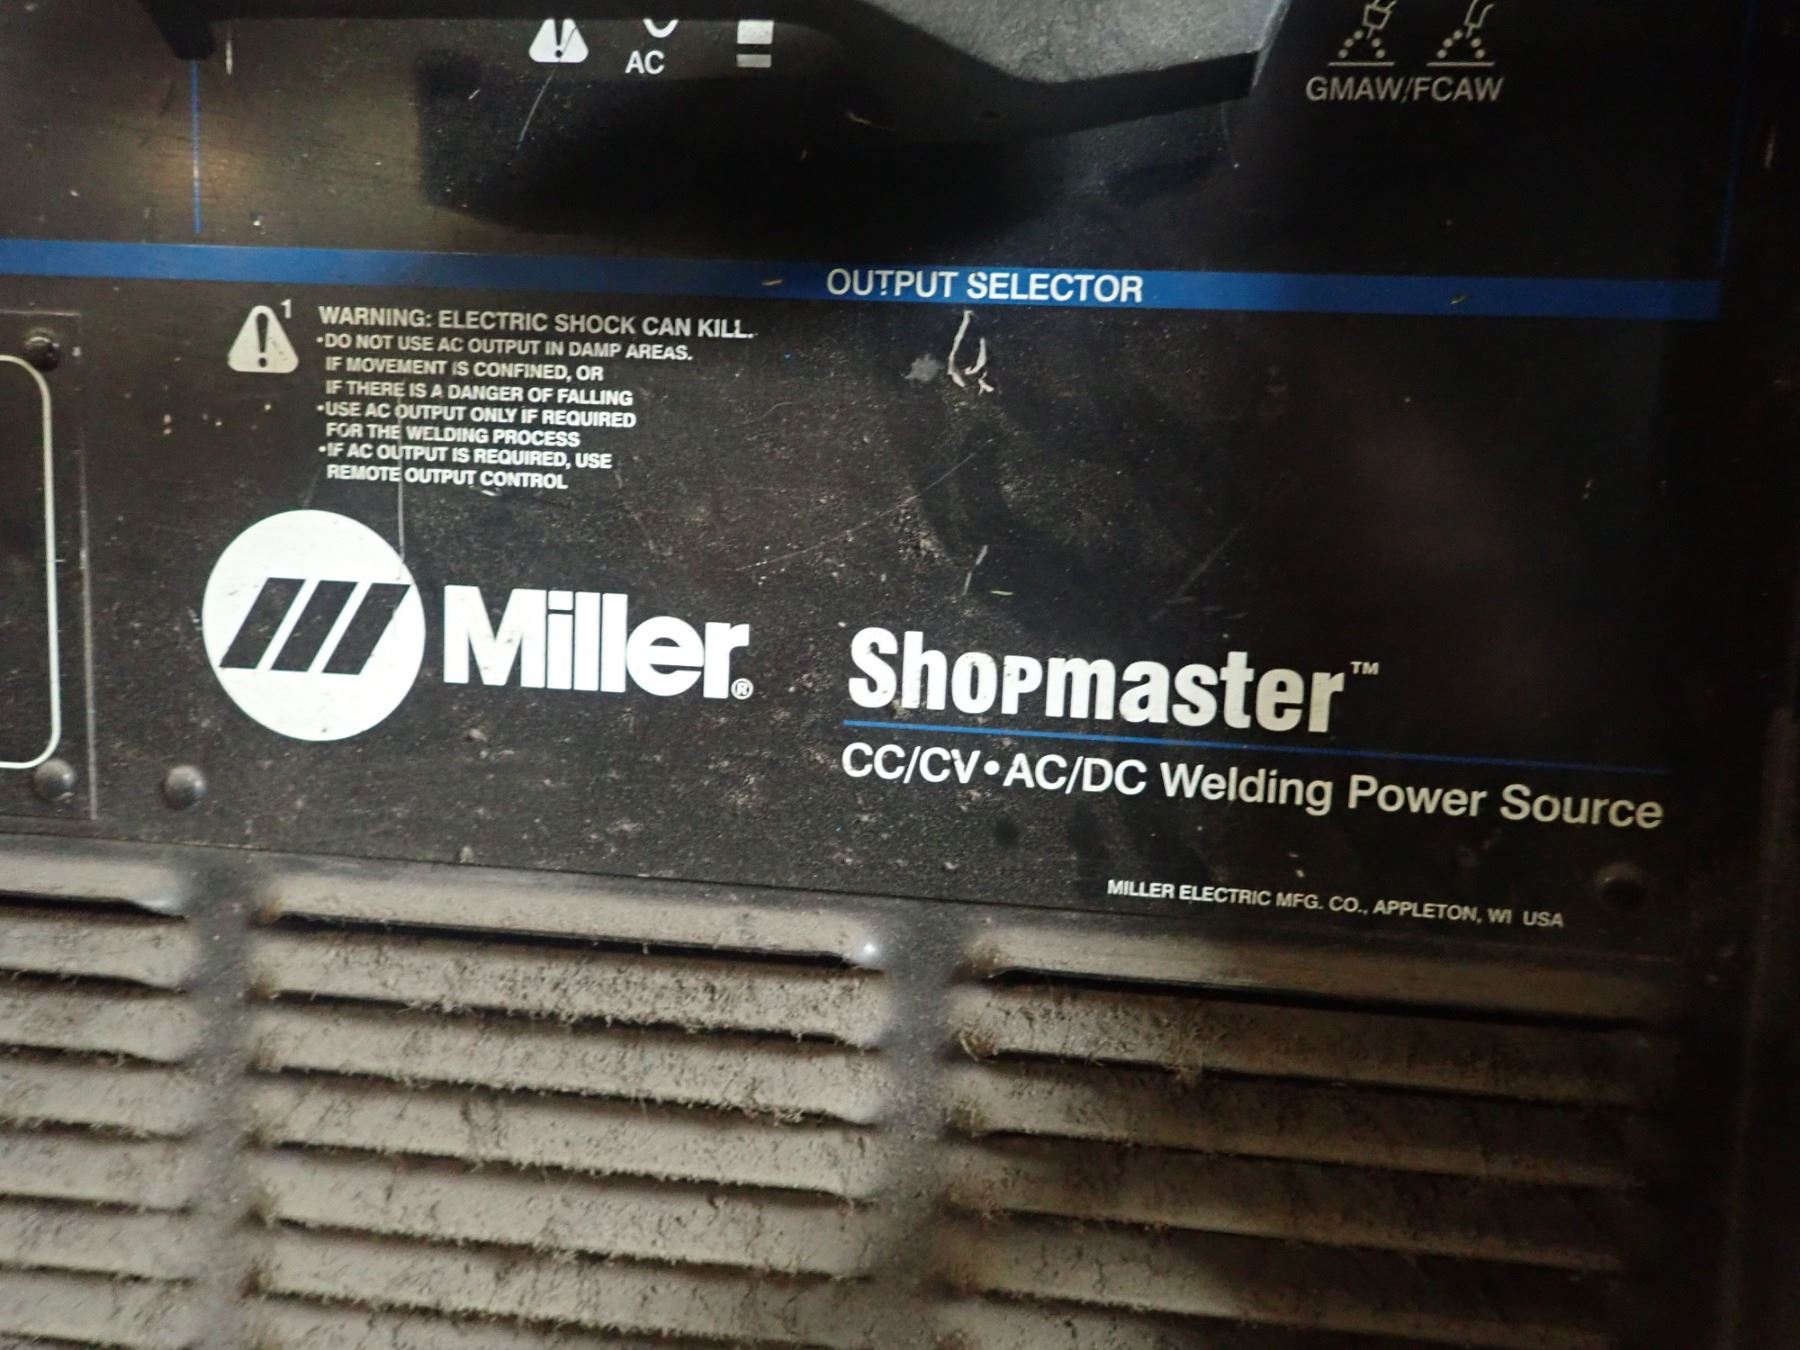 AC
GMAW/FCAW
OUTPUT SELECTOR
1
WARNING: ELECTRIC SHOCK CAN KILL.
•DO NOT USE AC OUTPUT IN DAMP AREAS.
IF MOVEMENT IS CONFINED, OR
IF THERE IS A DANGER OF FALLING
•USE AC OUTPUT ONLY IF REQUIRED
FOR THE WELDING PROCESS
•IF AC OUTPUT IS REQUIRED, USE
REMOTE OUTPUT CONTROL
Miller®
Shopmaster™
CC/CV•AC/DC Welding Power Source
MILLER ELECTRIC MFG. CO., APPLETON, WI USA